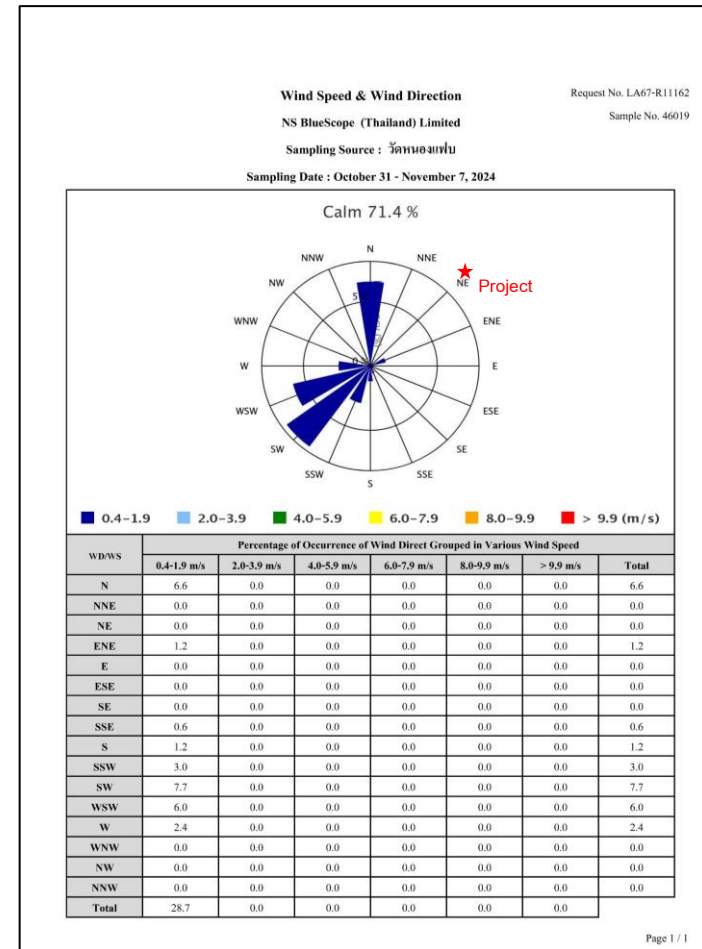 Wind Speed & Wind Direction
Request No. LA67-R11162
NS BlueScope (Thailand) Limited
Sample No. 46019
Sampling Source : วัดหนองแฟบ
Sampling Date : October 31 - November 7, 2024
Calm 71.4 %
N
NNW NNE
NW NE
Project
WNW ENE
W E
WSW ESE
SW SE
SSW SSE
S
0.4-1.9 2.0-3.9 4.0-5.9 6.0-7.9 8.0-9.9 > 9.9 (m/s)
WD/WS Percentage of Occurrence of Wind Direct Grouped in Various Wind Speed
0.4-1.9 m/s 2.0-3.9 m/s 4.0-5.9 m/s 6.0-7.9 m/s 8.0-9.9 m/s > 9.9 m/s Total
N 6.6 0.0 0.0 0.0 0.0 0.0 6.6
NNE 0.0 0.0 0.0 0.0 0.0 0.0 0.0
NE 0.0 0.0 0.0 0.0 0.0 0.0 0.0
ENE 1.2 0.0 0.0 0.0 0.0 0.0 1.2
E 0.0 0.0 0.0 0.0 0.0 0.0 0.0
ESE 0.0 0.0 0.0 0.0 0.0 0.0 0.0
SE 0.0 0.0 0.0 0.0 0.0 0.0 0.0
SSE 0.6 0.0 0.0 0.0 0.0 0.0 0.6
S 1.2 0.0 0.0 0.0 0.0 0.0 1.2
SSW 3.0 0.0 0.0 0.0 0.0 0.0 3.0
SW 7.7 0.0 0.0 0.0 0.0 0.0 7.7
WSW 6.0 0.0 0.0 0.0 0.0 0.0 6.0
W 2.4 0.0 0.0 0.0 0.0 0.0 2.4
WNW 0.0 0.0 0.0 0.0 0.0 0.0 0.0
NW 0.0 0.0 0.0 0.0 0.0 0.0 0.0
NNW 0.0 0.0 0.0 0.0 0.0 0.0 0.0
Total 28.7 0.0 0.0 0.0 0.0 0.0
Page 1 / 1